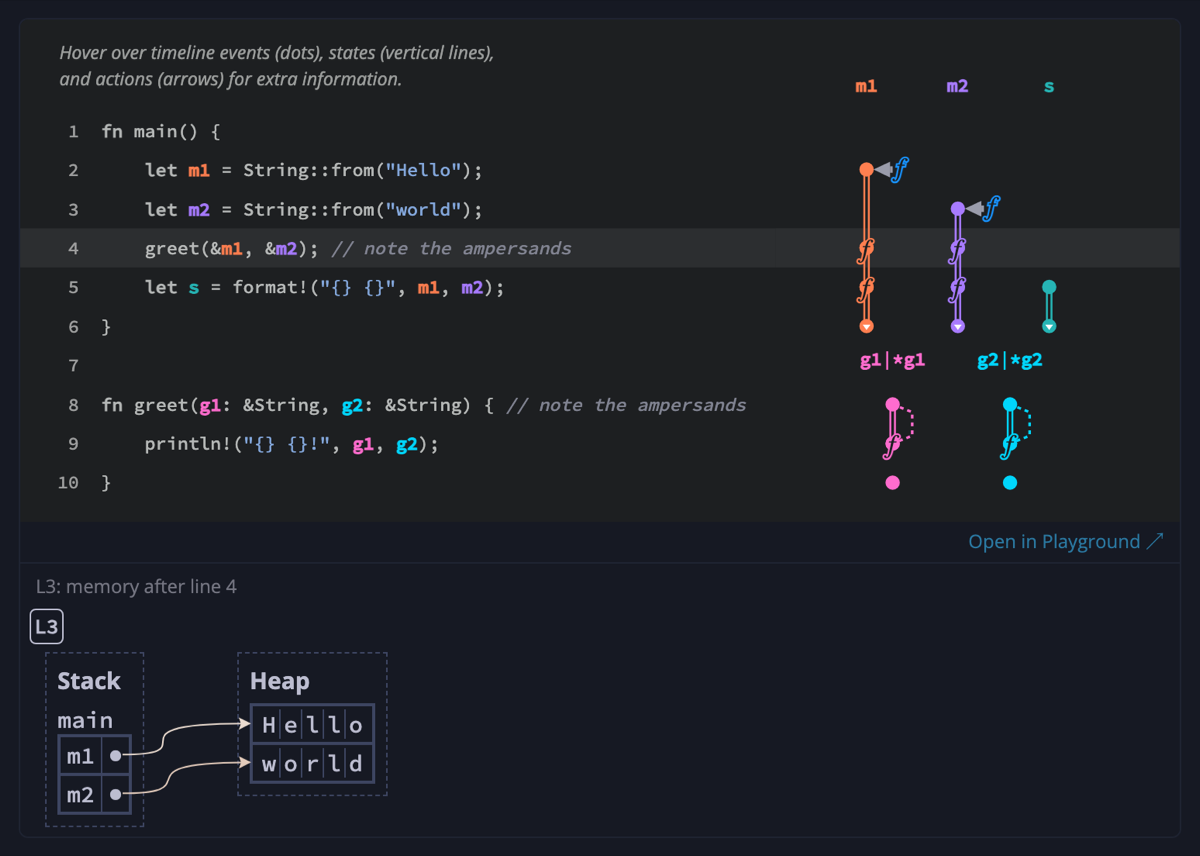 Hover over timeline events (dots), states (vertical lines),
and actions (arrows) for extra information.
m1 m2 s
1 fn main() {
2 let m1 = String::from("Hello");
3 let m2 = String::from("world");
4 greet(&m1, &m2); // note the ampersands
5 let s = format!("{} {}", m1, m2);
6 }
7
g1|*g1 g2|*g2
8 fn greet(g1: &String, g2: &String) { // note the ampersands
9 println!("{} {}!", g1, g2);
10 }
Open in Playground ↗
L3: memory after line 4
L3
Stack Heap
main
m1 Hello
m2 world